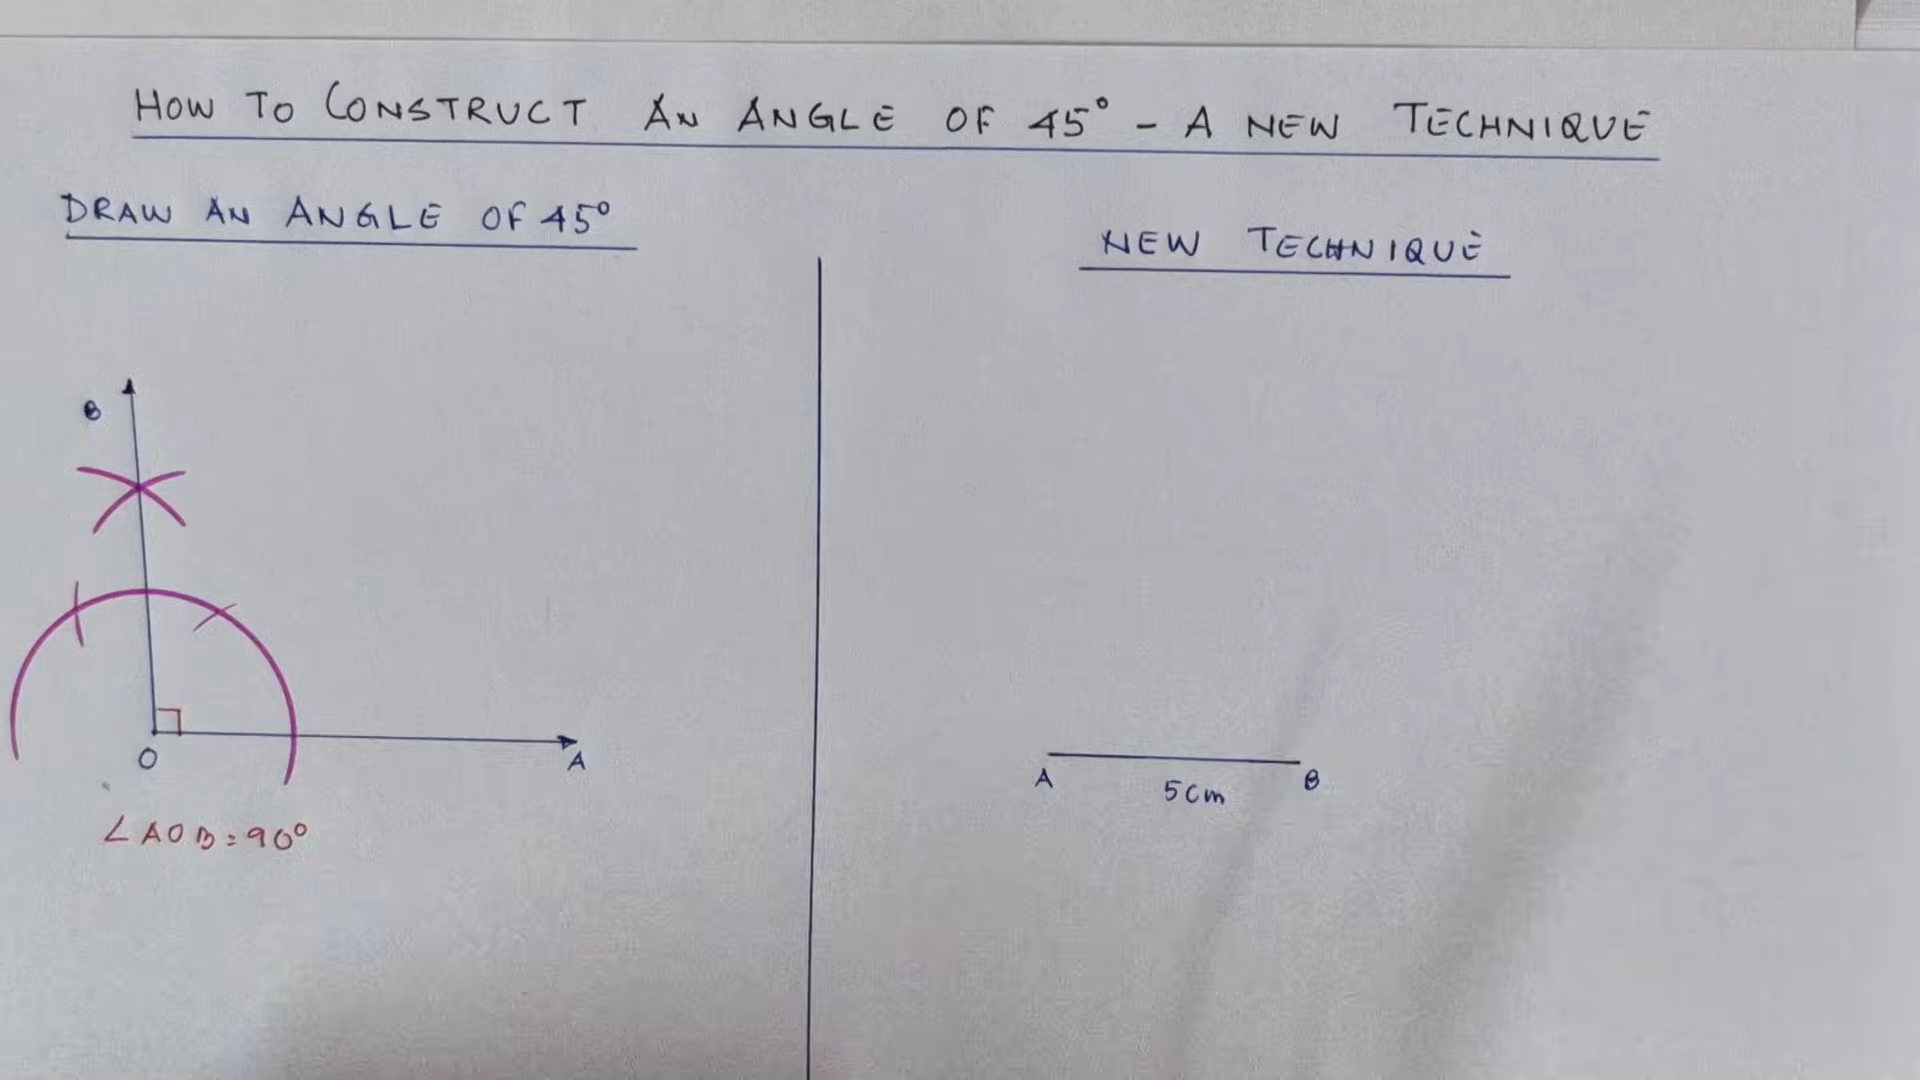 HOW TO CONSTRUCT AN ANGLE OF 45° - A NEW TECHNIQUE
DRAW AN ANGLE OF 45°
B
O
A
∠AOB=90°
NEW TECHNIQUE
A
B
5cm